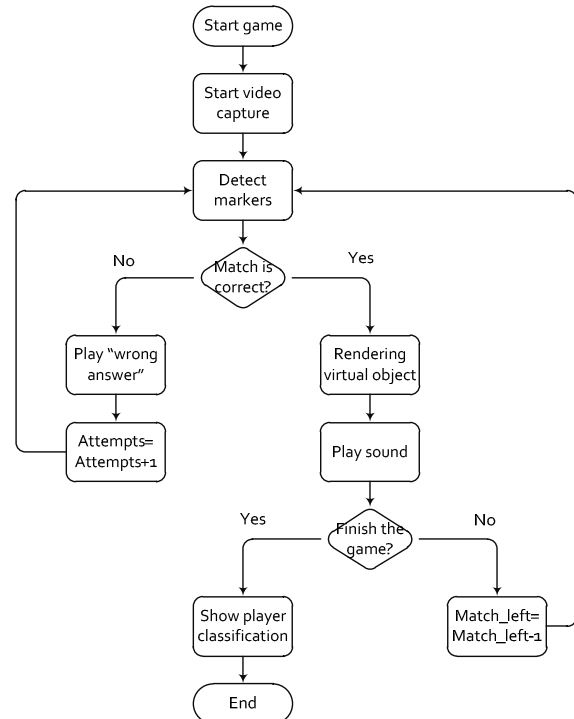 Start game
Start video
capture
Detect
markers
Match is
correct?
No
Yes
Play “wrong
answer”
Rendering
virtual object
Attempts=
Attempts+1
Play sound
Finish the
game?
Yes
No
Show player
classification
Match_left=
Match_left-1
End